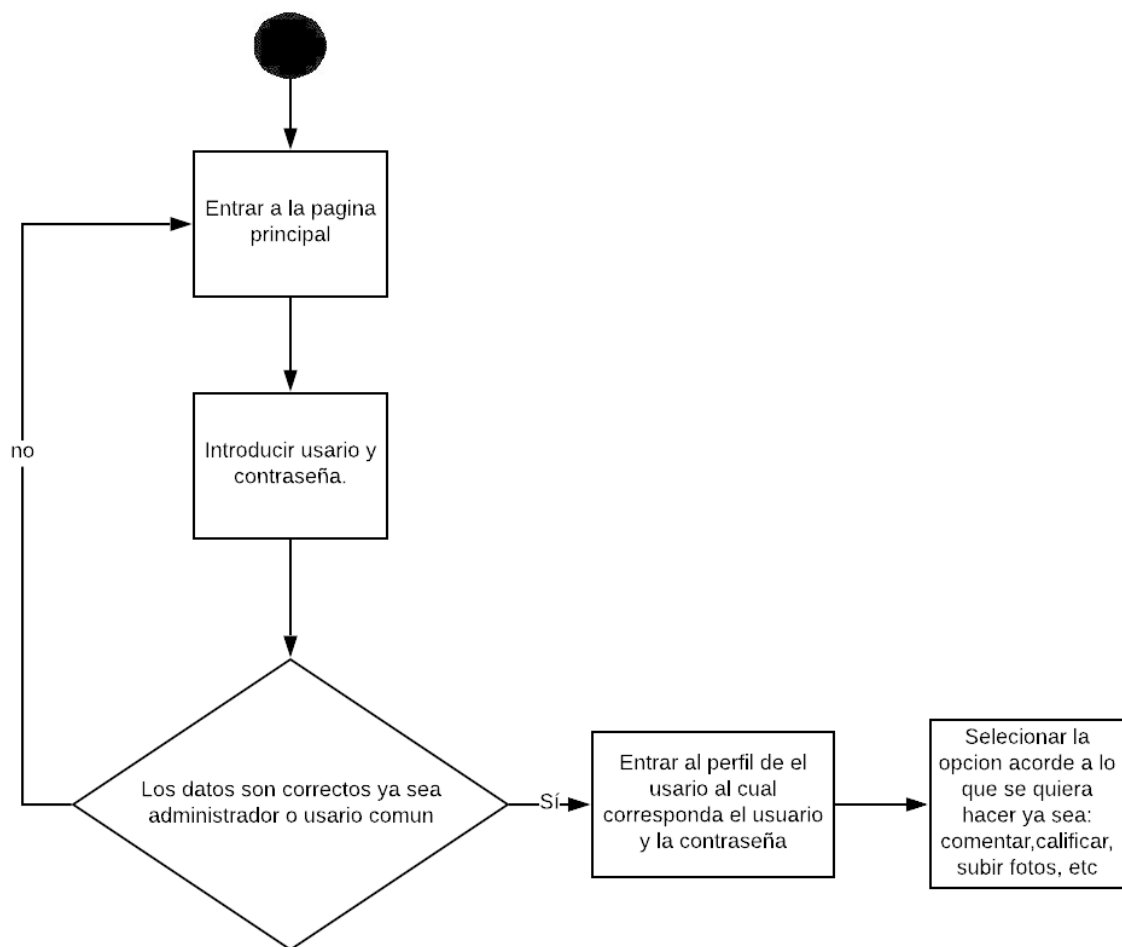 Entrar a la pagina
principal
Introducir usario y
contraseña.
no
Los datos son correctos ya sea
administrador o usario comun
Sí
Entrar al perfil de el
usario al cual
corresponda el usuario
y la contraseña
Selecionar la
opcion acorde a lo
que se quiera
hacer ya sea:
comentar,calificar,
subir fotos, etc